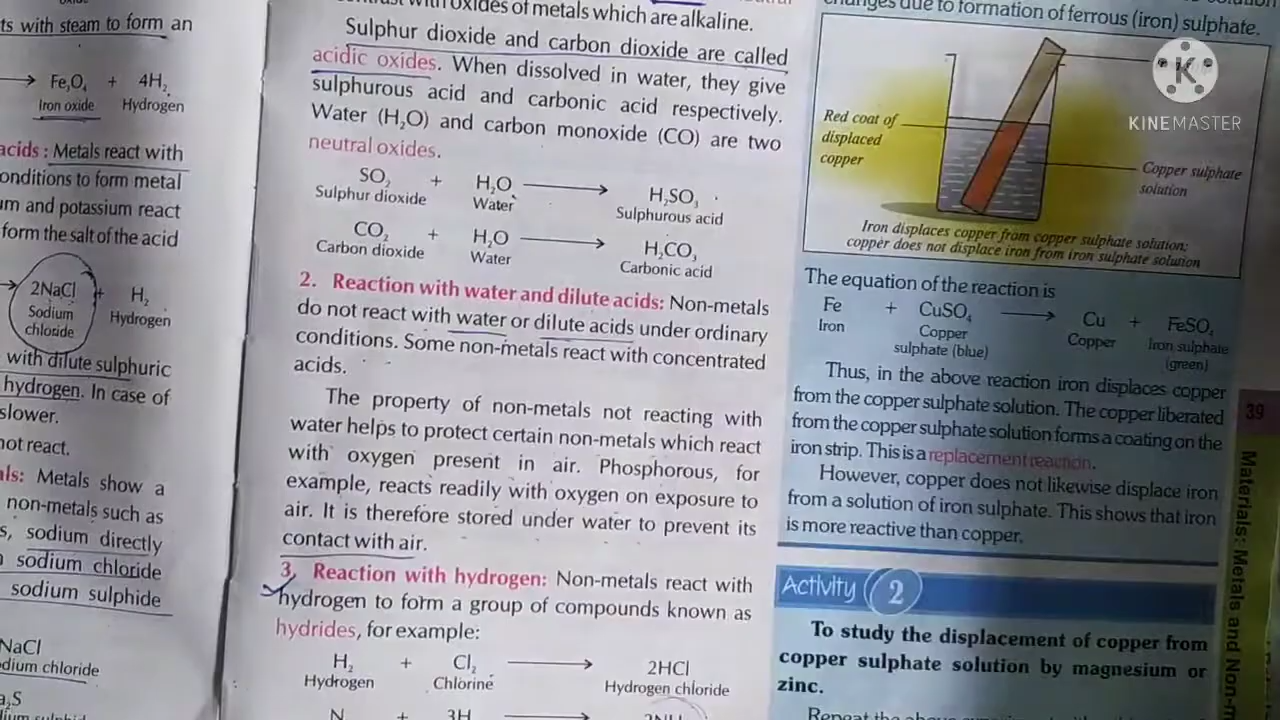 ts with steam to form an
Fe₃O₄ + 4H₂
Iron oxide Hydrogen
acids : Metals react with
onditions to form metal
um and potassium react
form the salt of the acid
2NaCl + H₂
Sodium Hydrogen
chloride
with dilute sulphuric
hydrogen. In case of
slower.
not react.
als: Metals show a
non-metals such as
s, sodium directly
sodium chloride
sodium sulphide
NaCl
dium chloride
a₂S
with oxides of metals which are alkaline.
Sulphur dioxide and carbon dioxide are called
acidic oxides. When dissolved in water, they give
sulphurous acid and carbonic acid respectively.
Water (H₂O) and carbon monoxide (CO) are two
neutral oxides.
SO₂ + H₂O ⟶ H₂SO₃
Sulphur dioxide Water Sulphurous acid
CO₂ + H₂O ⟶ H₂CO₃
Carbon dioxide Water Carbonic acid
2. Reaction with water and dilute acids: Non-metals
do not react with water or dilute acids under ordinary
conditions. Some non-metals react with concentrated
acids.
The property of non-metals not reacting with
water helps to protect certain non-metals which react
with oxygen present in air. Phosphorous, for
example, reacts readily with oxygen on exposure to
air. It is therefore stored under water to prevent its
contact with air.
3. Reaction with hydrogen: Non-metals react with
hydrogen to form a group of compounds known as
hydrides, for example:
H₂ + Cl₂ ⟶ 2HCl
Hydrogen Chlorine Hydrogen chloride
N + 3H ⟶
changes due to formation of ferrous (iron) sulphate.
Red coat of
displaced
copper
Copper sulphate
solution
Iron displaces copper from copper sulphate solution;
copper does not displace iron from iron sulphate solution
The equation of the reaction is
Fe + CuSO₄ ⟶ Cu + FeSO₄
Iron Copper Copper Iron sulphate
sulphate (blue) (green)
Thus, in the above reaction iron displaces copper
from the copper sulphate solution. The copper liberated
from the copper sulphate solution forms a coating on the
iron strip. This is a replacement reaction.
However, copper does not likewise displace iron
from a solution of iron sulphate. This shows that iron
is more reactive than copper.
Activity 2
To study the displacement of copper from
copper sulphate solution by magnesium or
zinc.
Repeat the above
39
Materials: Metals and Non-m
K
KINEMASTER